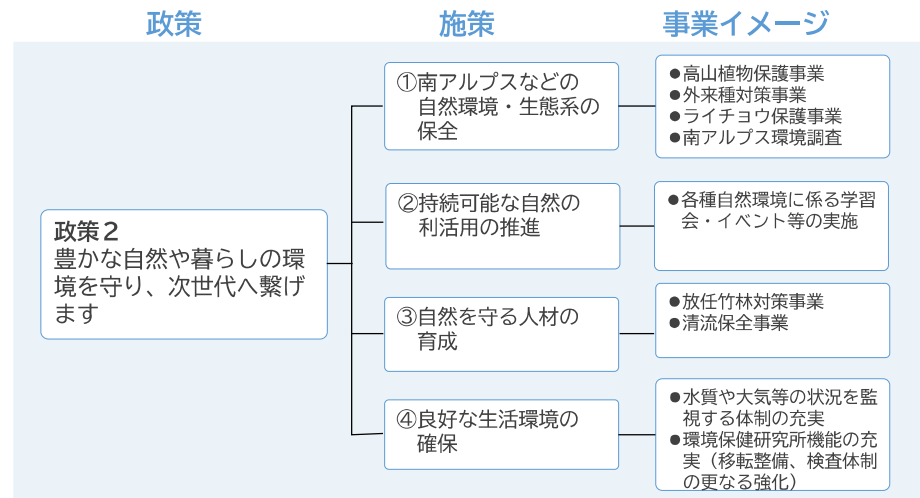 政策
施策
事業イメージ
政策２
豊かな自然や暮らしの環
境を守り、次世代へ繋げ
ます
①南アルプスなどの
自然環境・生態系の
保全
●高山植物保護事業
●外来種対策事業
●ライチョウ保護事業
●南アルプス環境調査
②持続可能な自然の
利活用の推進
●各種自然環境に係る学習
会・イベント等の実施
③自然を守る人材の
育成
●放任竹林対策事業
●清流保全事業
④良好な生活環境の
確保
●水質や大気等の状況を監
視する体制の充実
●環境保健研究所機能の充
実（移転整備、検査体制
の更なる強化）